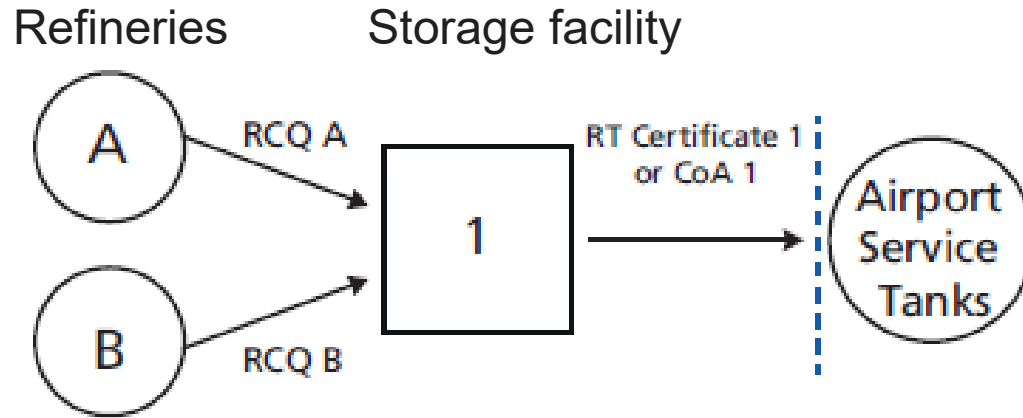 Refineries
Storage facility
A
RCQ A
B
RCQ B
1
RT Certificate 1
or CoA 1
Airport
Service
Tanks